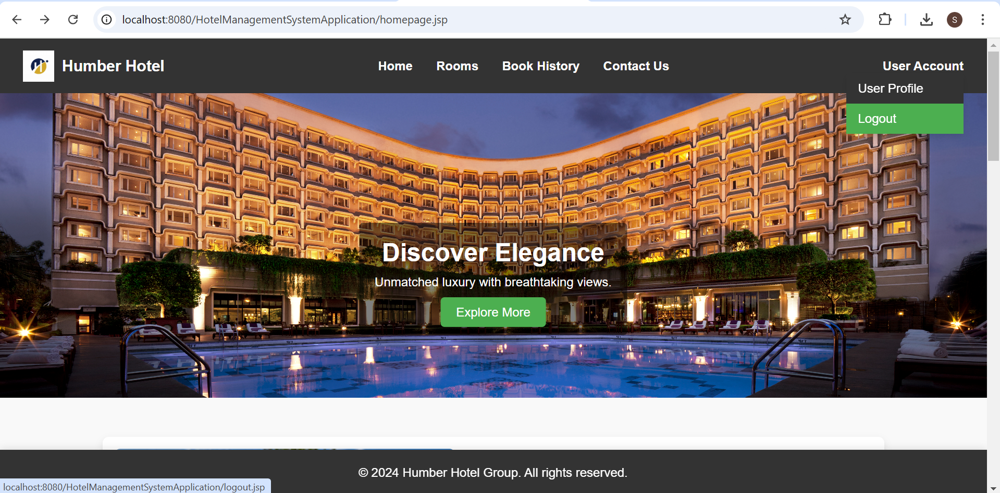 localhost:8080/HotelManagementSystemApplication/homepage.jsp
S
Humber Hotel
Home Rooms Book History Contact Us
User Account
User Profile
Logout
Discover Elegance
Unmatched luxury with breathtaking views.
Explore More
© 2024 Humber Hotel Group. All rights reserved.
localhost:8080/HotelManagementSystemApplication/logout.jsp